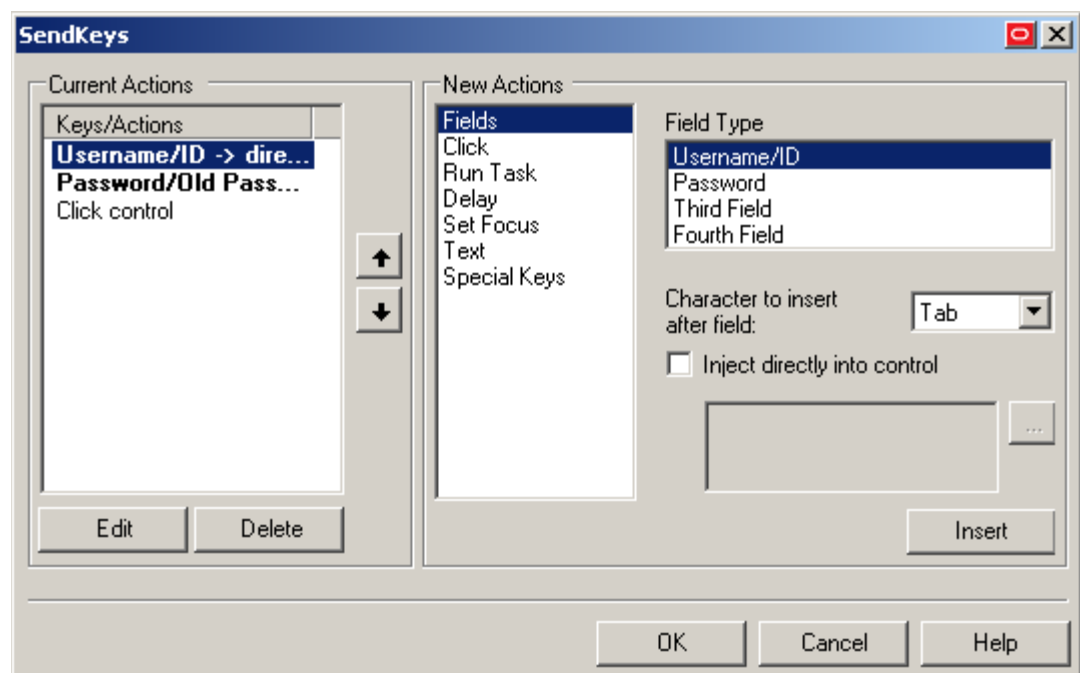 SendKeys
Current Actions
Keys/Actions
Username/ID -> dire...
Password/Old Pass...
Click control
Edit
Delete
New Actions
Fields
Click
Run Task
Delay
Set Focus
Text
Special Keys
Field Type
Username/ID
Password
Third Field
Fourth Field
Character to insert
after field:
Tab
Inject directly into control
...
Insert
OK
Cancel
Help